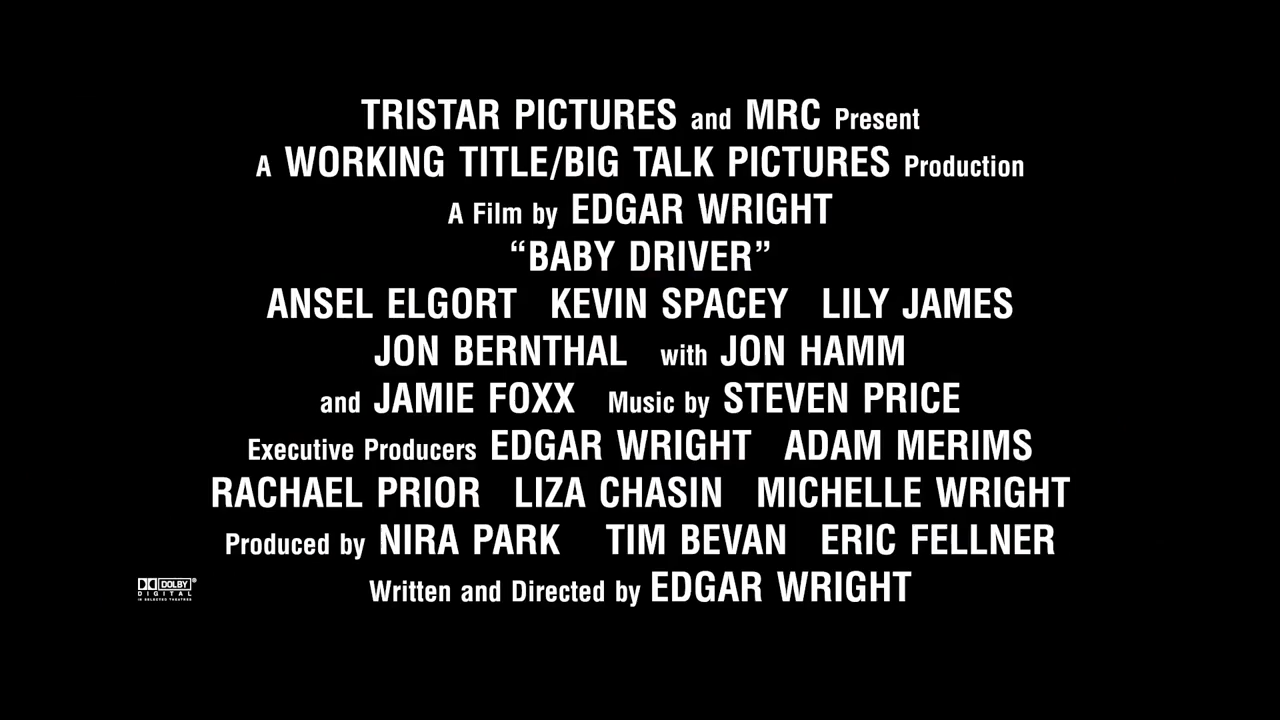 TRISTAR PICTURES and MRC Present
A WORKING TITLE/BIG TALK PICTURES Production
A Film by EDGAR WRIGHT
“BABY DRIVER”
ANSEL ELGORT KEVIN SPACEY LILY JAMES
JON BERNTHAL with JON HAMM
and JAMIE FOXX Music by STEVEN PRICE
Executive Producers EDGAR WRIGHT ADAM MERIMS
RACHAEL PRIOR LIZA CHASIN MICHELLE WRIGHT
Produced by NIRA PARK TIM BEVAN ERIC FELLNER
Written and Directed by EDGAR WRIGHT
DOLBY®
DIGITAL
IN SELECTED THEATRES